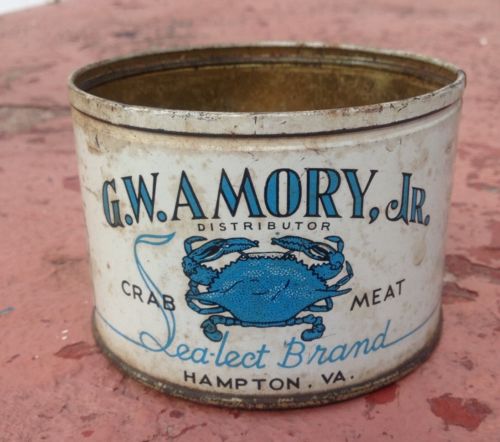 G.W. AMORY, JR.
DISTRIBUTOR
CRAB MEAT
Sea-lect Brand
HAMPTON, VA.